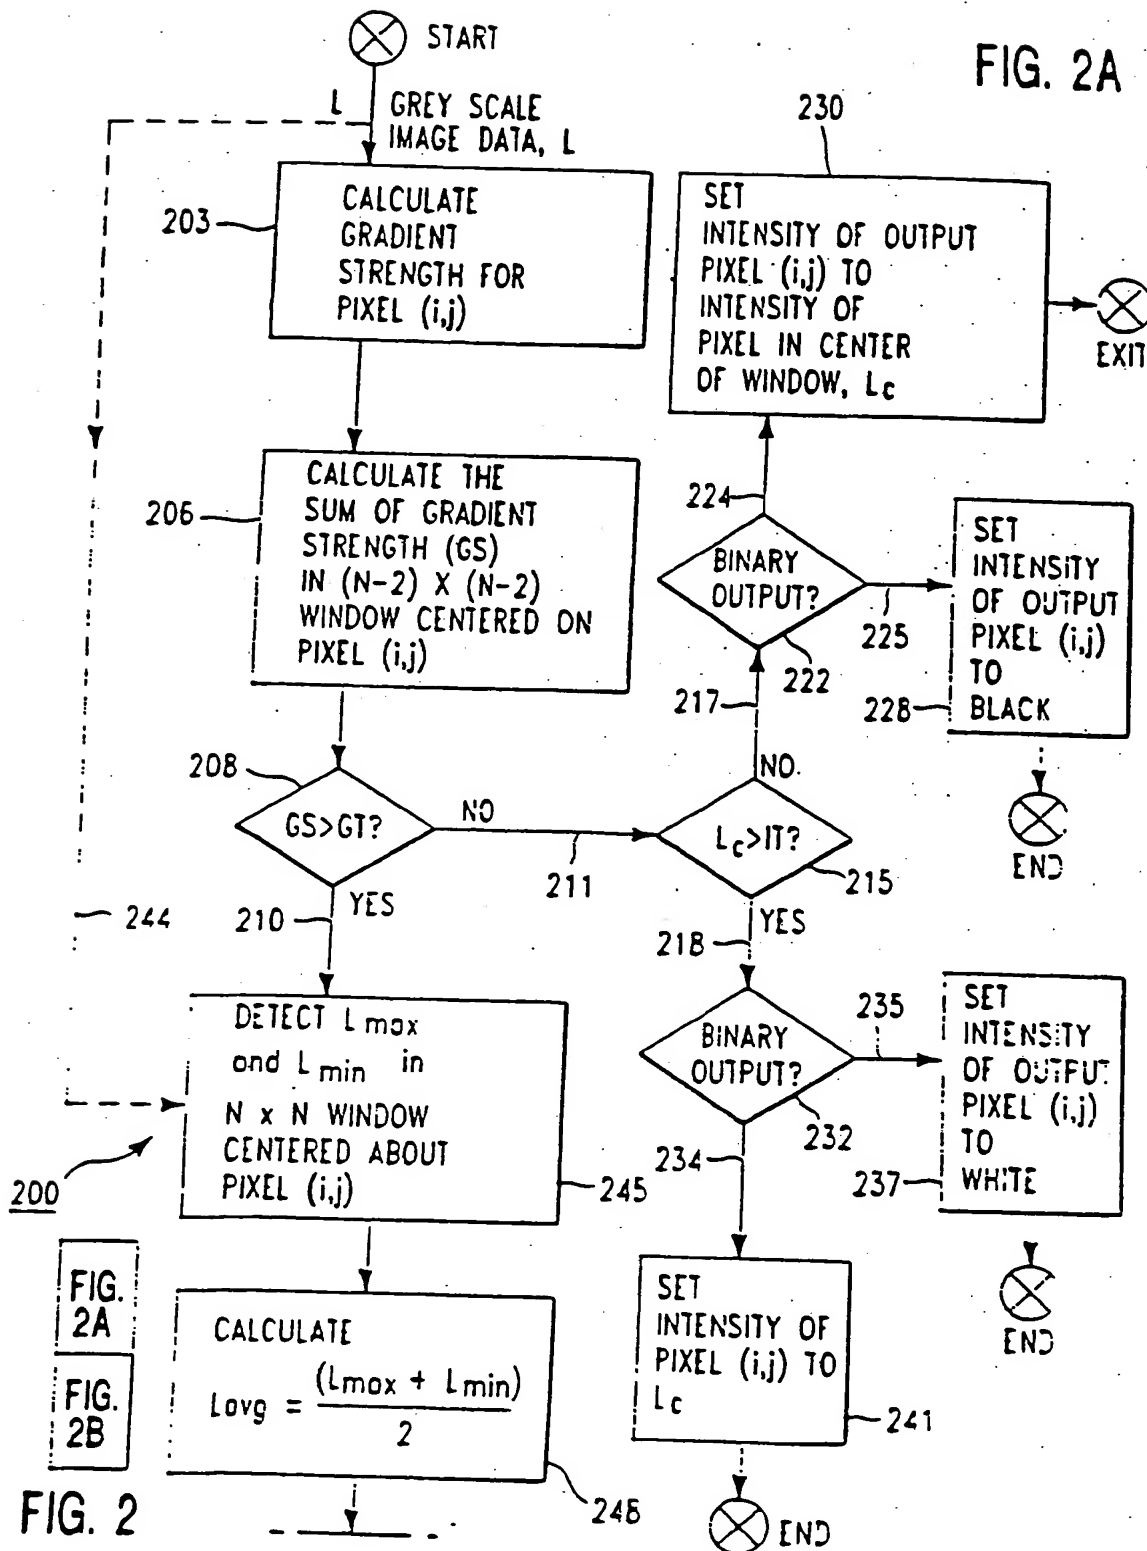 START
FIG. 2A
L
GREY SCALE
IMAGE DATA, L
203
CALCULATE
GRADIENT
STRENGTH FOR
PIXEL (i,j)
230
SET
INTENSITY OF OUTPUT
PIXEL (i,j) TO
INTENSITY OF
PIXEL IN CENTER
OF WINDOW, Lc
EXIT
206
CALCULATE THE
SUM OF GRADIENT
STRENGTH (GS)
IN (N-2) X (N-2)
WINDOW CENTERED ON
PIXEL (i,j)
224
BINARY
OUTPUT?
222
225
SET
INTENSITY
OF OUTPUT
PIXEL (i,j)
TO
BLACK
228
END
217
NO.
208
GS>GT?
NO
211
Lc>IT?
215
YES
210
YES
218
244
DETECT Lmax
and Lmin in
N x N WINDOW
CENTERED ABOUT
PIXEL (i,j)
245
200
BINARY
OUTPUT?
232
235
SET
INTENSITY
OF OUTPUT
PIXEL (i,j)
TO
WHITE
237
END
234
SET
INTENSITY OF
PIXEL (i,j) TO
Lc
241
END
CALCULATE
Lavg = (Lmax + Lmin) / 2
248
FIG.
2A
FIG.
2B
FIG. 2